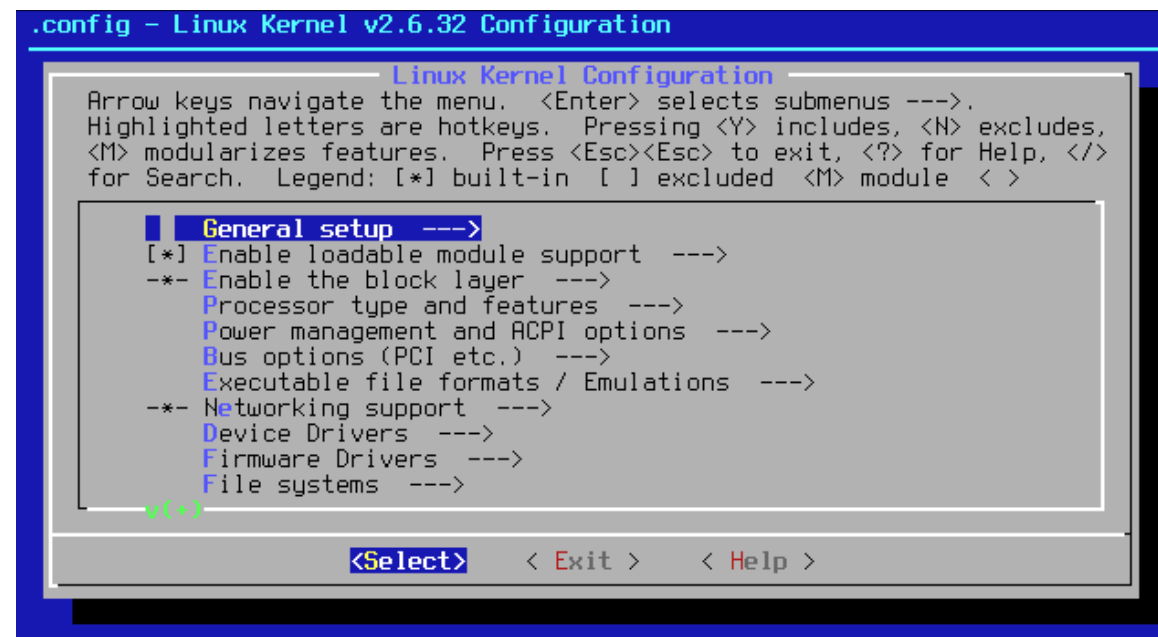 .config - Linux Kernel v2.6.32 Configuration
Linux Kernel Configuration
Arrow keys navigate the menu.  <Enter> selects submenus --->.
Highlighted letters are hotkeys.  Pressing <Y> includes, <N> excludes,
<M> modularizes features.  Press <Esc><Esc> to exit, <?> for Help, </>
for Search.  Legend: [*] built-in  [ ] excluded  <M> module  < >
General setup  --->
[*] Enable loadable module support  --->
-*- Enable the block layer  --->
Processor type and features  --->
Power management and ACPI options  --->
Bus options (PCI etc.)  --->
Executable file formats / Emulations  --->
-*- Networking support  --->
Device Drivers  --->
Firmware Drivers  --->
File systems  --->
v(+)
<Select>    < Exit >    < Help >